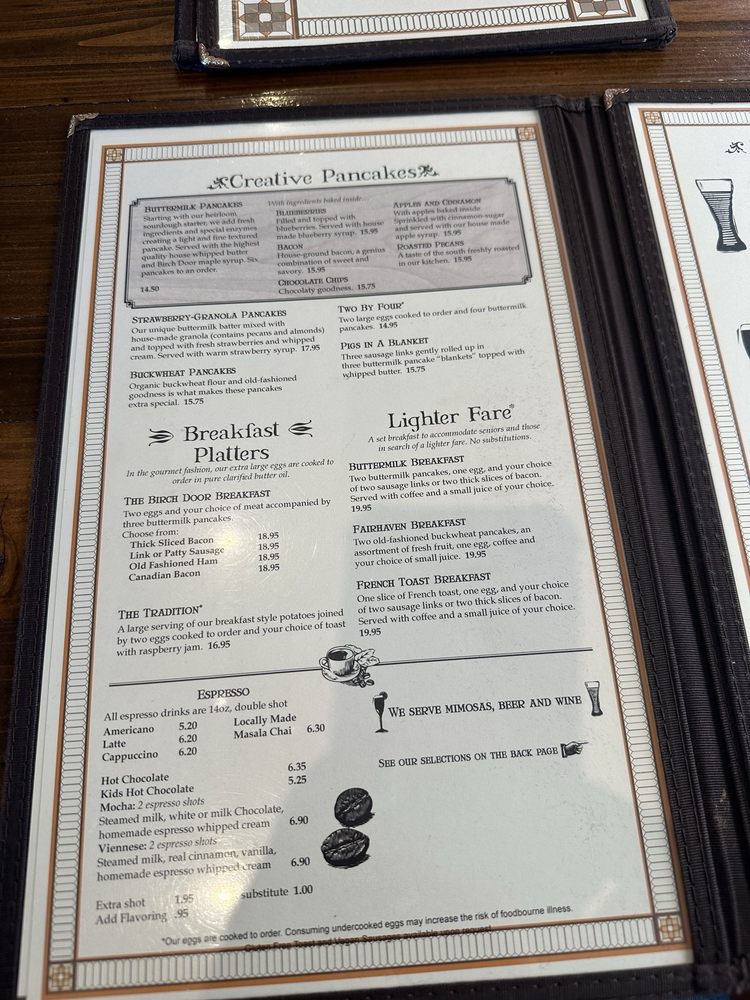 Creative Pancakes
Buttermilk Pancakes
Starting with our heirloom
sourdough starter, we add fresh
ingredients and special enzymes
creating a light and fine textured
pancake. Served with the highest
quality house whipped butter
and Birch Door maple syrup. Six
pancakes to an order.
14.50
With ingredients baked inside...
Blueberries
Filled and topped with
blueberries. Served with house
made blueberry syrup. 15.95
Bacon
House-ground bacon, a genius
combination of sweet and
savory. 15.95
Chocolate Chips
Chocolaty goodness. 15.75
Apples and Cinnamon
With apples baked inside.
Sprinkled with cinnamon-sugar
and served with our house made
apple syrup. 15.95
Roasted Pecans
A taste of the south freshly roasted
in our kitchen. 15.95
Strawberry-Granola Pancakes
Our unique buttermilk batter mixed with
house-made granola (contains pecans and almonds)
and topped with fresh strawberries and whipped
cream. Served with warm strawberry syrup. 17.95
Buckwheat Pancakes
Organic buckwheat flour and old-fashioned
goodness is what makes these pancakes
extra special. 15.75
Two By Four*
Two large eggs cooked to order and four buttermilk
pancakes. 14.95
Pigs in A Blanket
Three sausage links gently rolled up in
three buttermilk pancake "blankets" topped with
whipped butter. 15.75
Breakfast
Platters
In the gourmet fashion, our extra large eggs are cooked to
order in pure clarified butter oil.
The Birch Door Breakfast
Two eggs and your choice of meat accompanied by
three buttermilk pancakes.
Choose from:
Thick Sliced Bacon 18.95
Link or Patty Sausage 18.95
Old Fashioned Ham 18.95
Canadian Bacon 18.95
The Tradition*
A large serving of our breakfast style potatoes joined
by two eggs cooked to order and your choice of toast
with raspberry jam. 16.95
Lighter Fare*
A set breakfast to accommodate seniors and those
in search of a lighter fare. No substitutions.
Buttermilk Breakfast
Two buttermilk pancakes, one egg, and your choice
of two sausage links or two thick slices of bacon.
Served with coffee and a small juice of your choice.
19.95
Fairhaven Breakfast
Two old-fashioned buckwheat pancakes, an
assortment of fresh fruit, one egg, coffee and
your choice of small juice. 19.95
French Toast Breakfast
One slice of French toast, one egg, and your choice
of two sausage links or two thick slices of bacon.
Served with coffee and a small juice of your choice.
19.95
Espresso
All espresso drinks are 14oz, double shot
Americano 5.20
Latte 6.20
Cappuccino 6.20
Locally Made
Masala Chai 6.30
Hot Chocolate 6.35
Kids Hot Chocolate 5.25
Mocha: 2 espresso shots
Steamed milk, white or milk Chocolate,
homemade espresso whipped cream 6.90
Viennese: 2 espresso shots
Steamed milk, real cinnamon, vanilla,
homemade espresso whipped cream 6.90
Extra shot 1.95
Add Flavoring .95
substitute 1.00
We serve mimosas, beer and wine
See our selections on the back page
*Our eggs are cooked to order. Consuming undercooked eggs may increase the risk of foodbourne illness.
Gluten Free Toast and Vegan Sausages available upon request